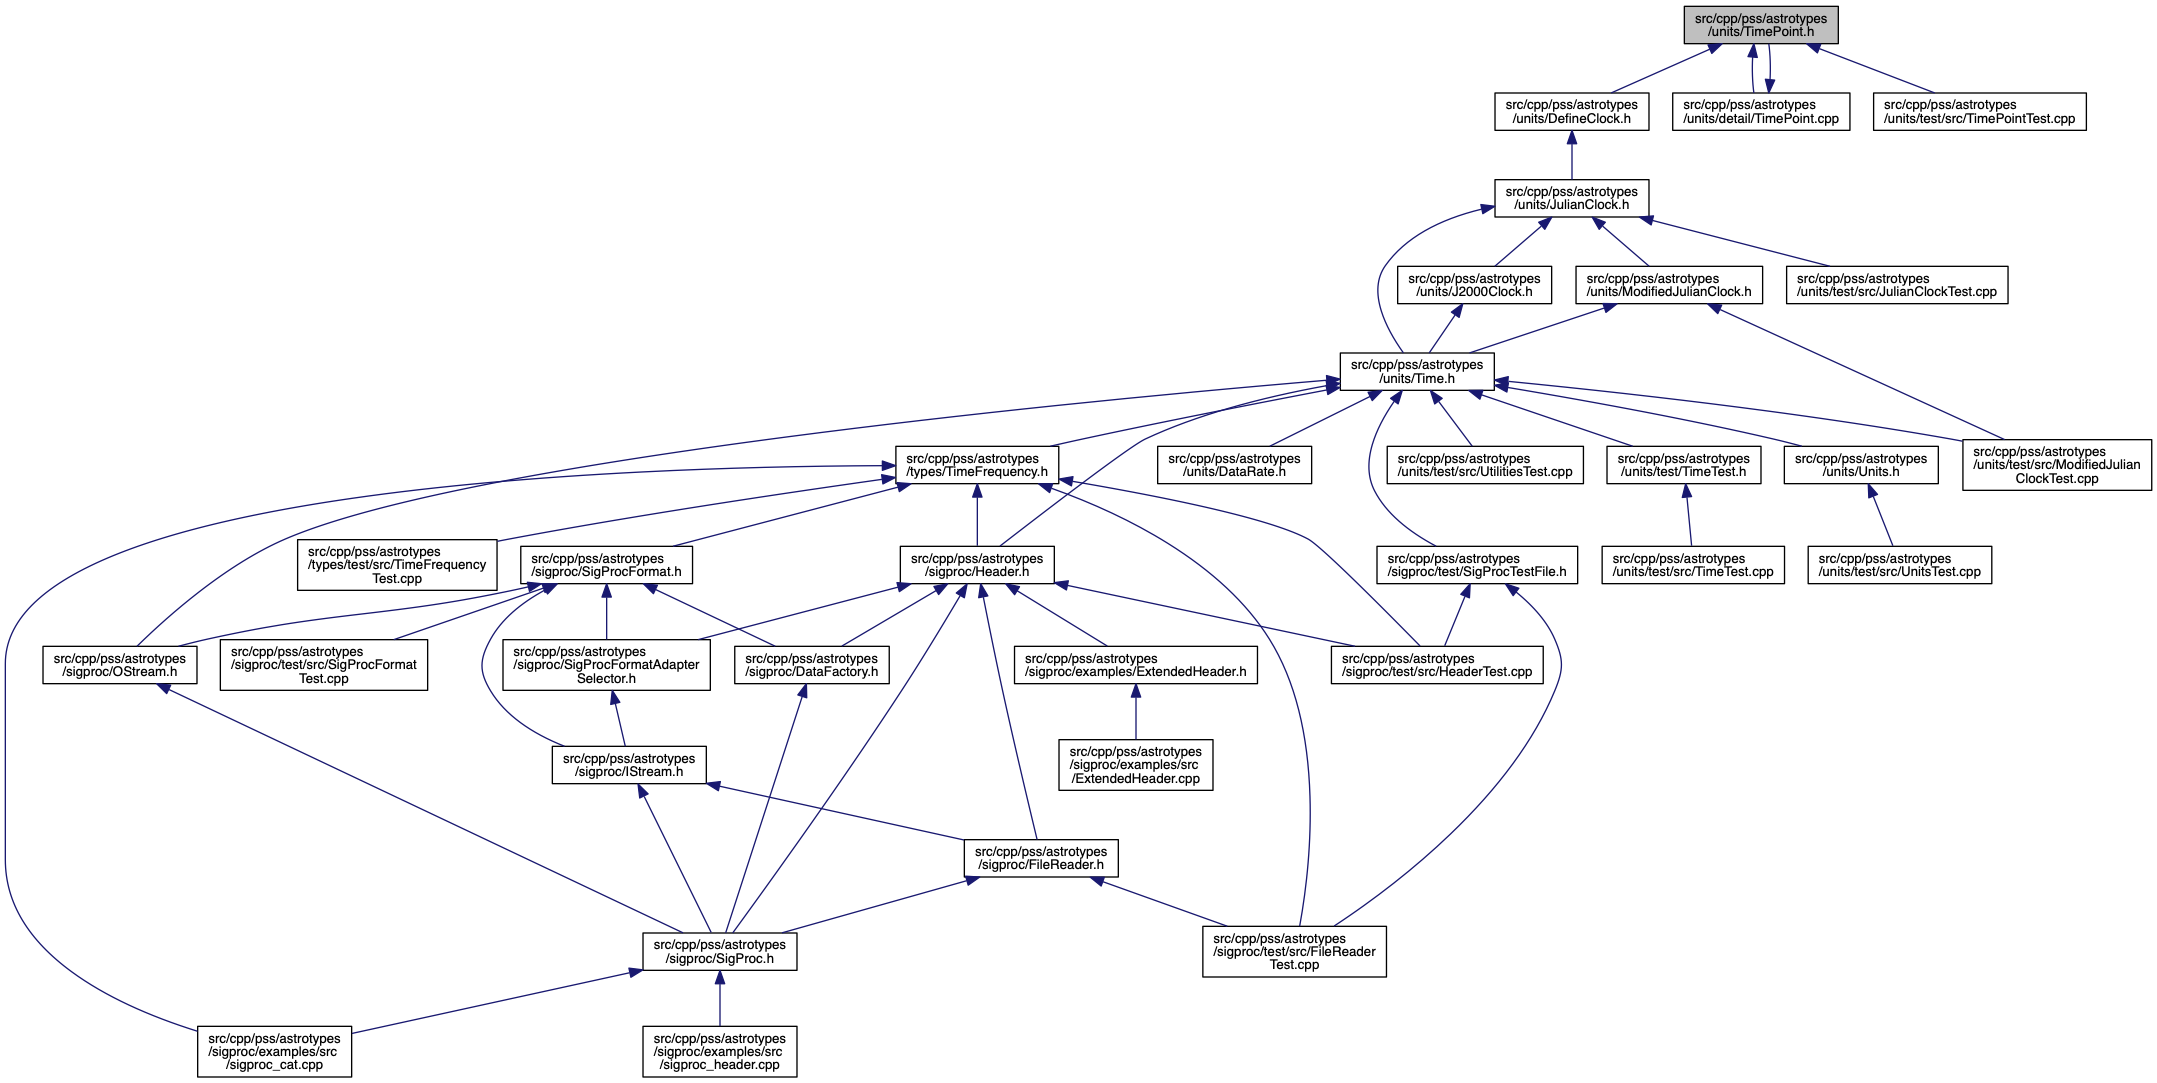 src/cpp/pss/astrotypes
/units/TimePoint.h
src/cpp/pss/astrotypes
/units/DefineClock.h
src/cpp/pss/astrotypes
/units/detail/TimePoint.cpp
src/cpp/pss/astrotypes
/units/test/src/TimePointTest.cpp
src/cpp/pss/astrotypes
/units/JulianClock.h
src/cpp/pss/astrotypes
/units/J2000Clock.h
src/cpp/pss/astrotypes
/units/ModifiedJulianClock.h
src/cpp/pss/astrotypes
/units/test/src/JulianClockTest.cpp
src/cpp/pss/astrotypes
/units/Time.h
src/cpp/pss/astrotypes
/types/TimeFrequency.h
src/cpp/pss/astrotypes
/units/DataRate.h
src/cpp/pss/astrotypes
/units/test/src/UtilitiesTest.cpp
src/cpp/pss/astrotypes
/units/test/TimeTest.h
src/cpp/pss/astrotypes
/units/Units.h
src/cpp/pss/astrotypes
/units/test/src/ModifiedJulian
ClockTest.cpp
src/cpp/pss/astrotypes
/types/test/src/TimeFrequency
Test.cpp
src/cpp/pss/astrotypes
/sigproc/SigProcFormat.h
src/cpp/pss/astrotypes
/sigproc/Header.h
src/cpp/pss/astrotypes
/sigproc/test/SigProcTestFile.h
src/cpp/pss/astrotypes
/units/test/src/TimeTest.cpp
src/cpp/pss/astrotypes
/units/test/src/UnitsTest.cpp
src/cpp/pss/astrotypes
/sigproc/OStream.h
src/cpp/pss/astrotypes
/sigproc/test/src/SigProcFormat
Test.cpp
src/cpp/pss/astrotypes
/sigproc/SigProcFormatAdapter
Selector.h
src/cpp/pss/astrotypes
/sigproc/DataFactory.h
src/cpp/pss/astrotypes
/sigproc/examples/ExtendedHeader.h
src/cpp/pss/astrotypes
/sigproc/test/src/HeaderTest.cpp
src/cpp/pss/astrotypes
/sigproc/IStream.h
src/cpp/pss/astrotypes
/sigproc/examples/src
/ExtendedHeader.cpp
src/cpp/pss/astrotypes
/sigproc/FileReader.h
src/cpp/pss/astrotypes
/sigproc/SigProc.h
src/cpp/pss/astrotypes
/sigproc/test/src/FileReader
Test.cpp
src/cpp/pss/astrotypes
/sigproc/examples/src
/sigproc_cat.cpp
src/cpp/pss/astrotypes
/sigproc/examples/src
/sigproc_header.cpp